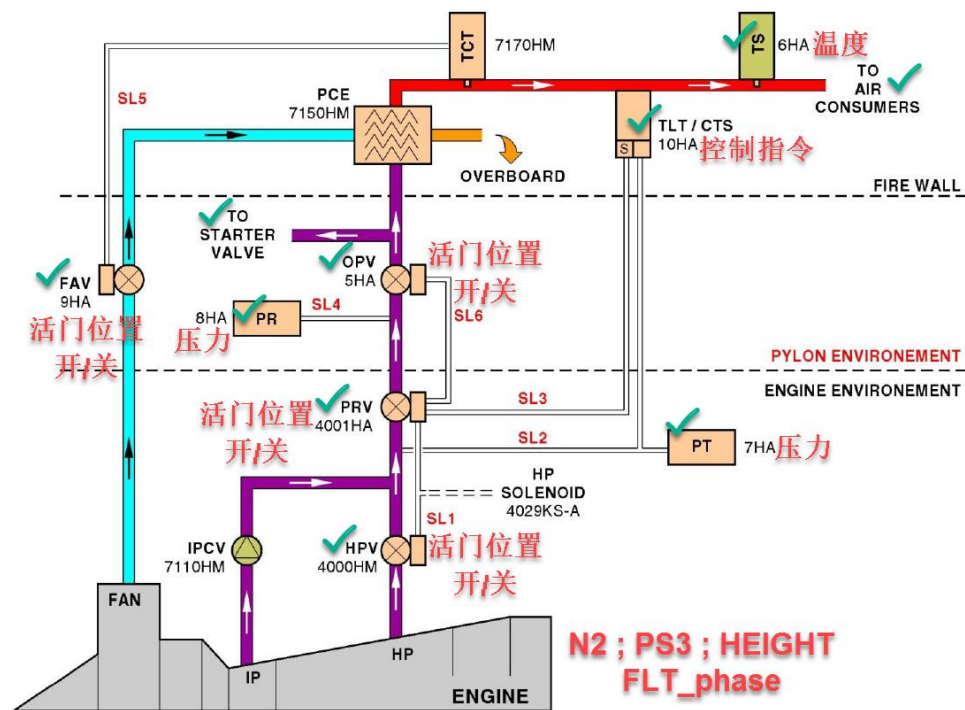 TCT
7170HM
TS
6HA
温度
TO
AIR
CONSUMERS
SL5
PCE
7150HM
TLT / CTS
10HA
S
控制指令
OVERBOARD
FIRE WALL
TO
STARTER
VALVE
OPV
5HA
活门位置
开/关
FAV
9HA
活门位置
开/关
8HA
PR
压力
SL4
SL6
PYLON ENVIRONEMENT
ENGINE ENVIRONEMENT
PRV
4001HA
活门位置
开/关
SL3
SL2
PT
7HA
压力
HP
SOLENOID
4029KS-A
SL1
IPCV
7110HM
HPV
4000HM
活门位置
开/关
FAN
IP
HP
ENGINE
N2 ; PS3 ; HEIGHT
FLT_phase